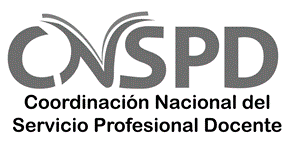 CNSPD
Coordinación Nacional del
Servicio Profesional Docente